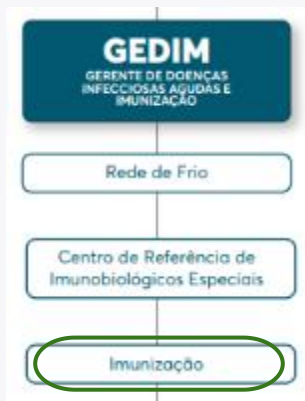 GEDIM
GERENTE DE DOENÇAS
INFECCIOSAS AGUDAS E
IMUNIZAÇÃO
Rede de Frio
Centro de Referência de
Imunobiológicos Especiais
Imunização